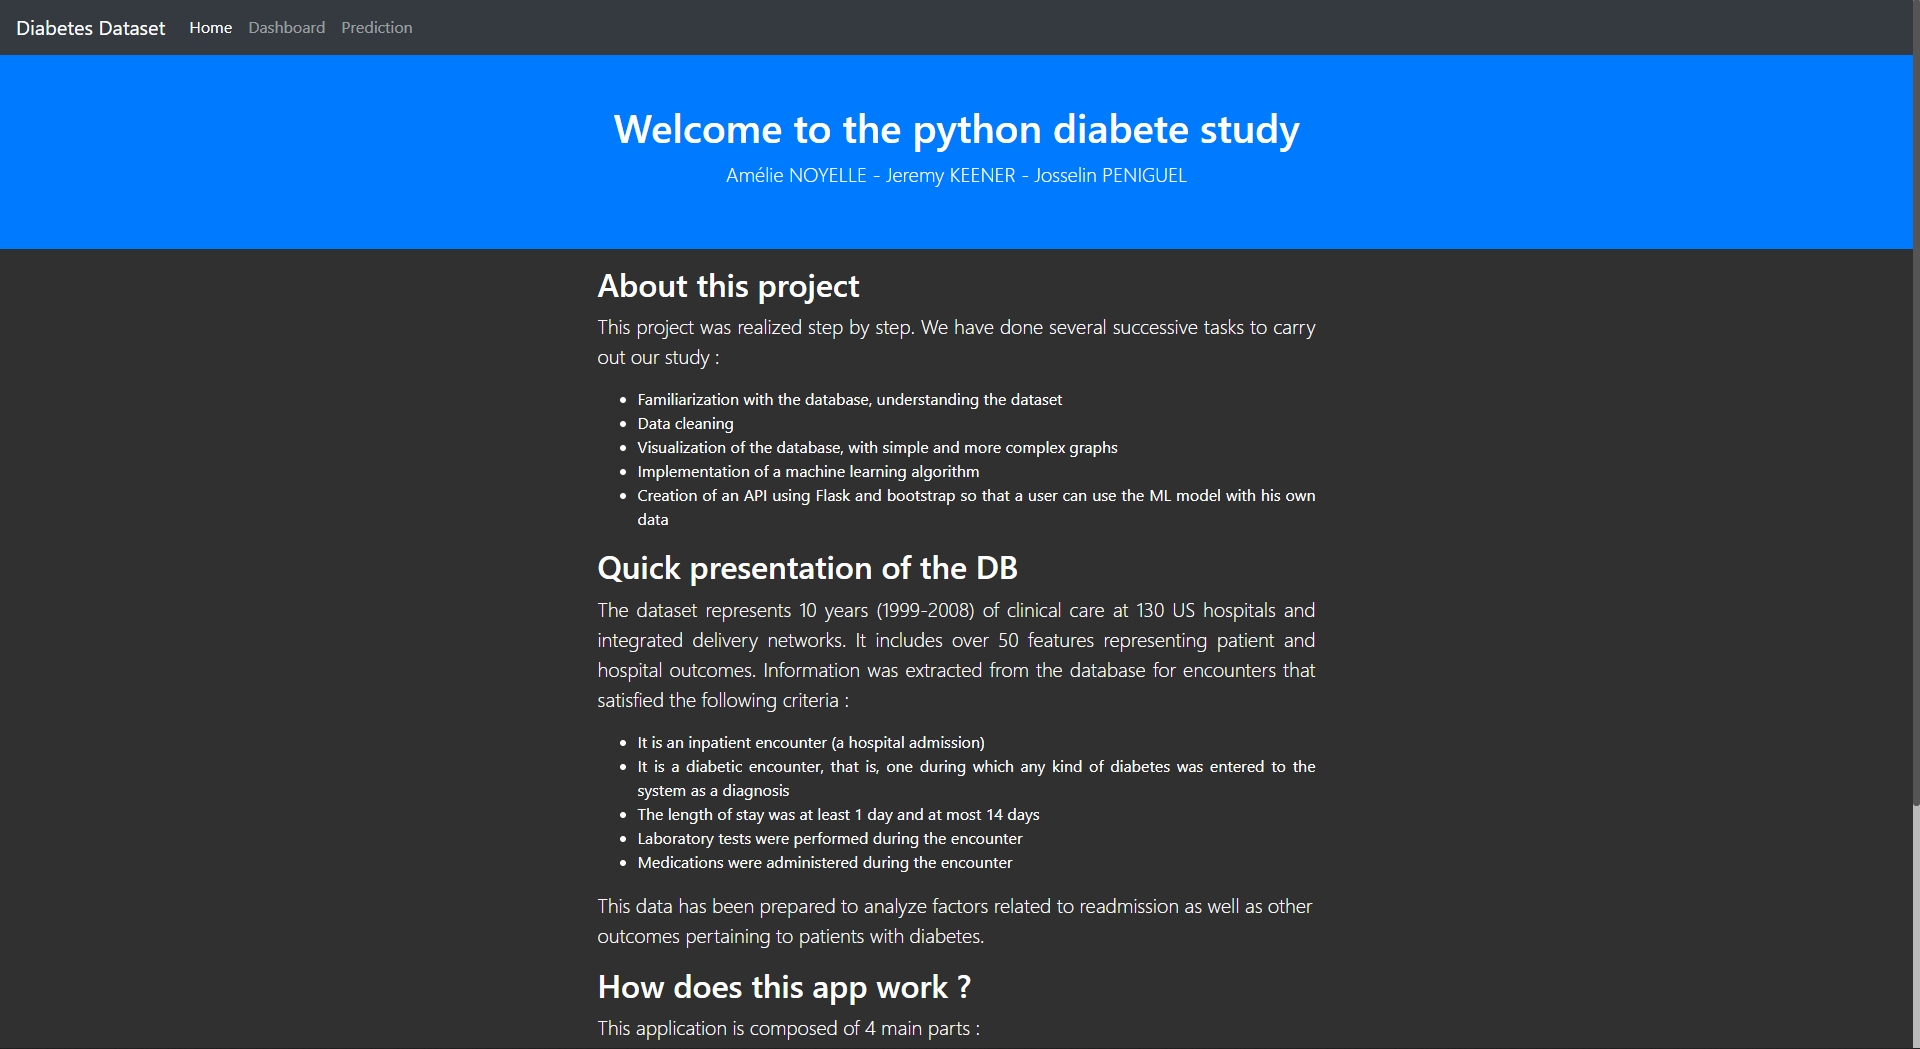 Diabetes Dataset Home Dashboard Prediction
Welcome to the python diabete study
Amélie NOYELLE - Jeremy KEENER - Josselin PENIGUEL
About this project
This project was realized step by step. We have done several successive tasks to carry
out our study :
• Familiarization with the database, understanding the dataset
• Data cleaning
• Visualization of the database, with simple and more complex graphs
• Implementation of a machine learning algorithm
• Creation of an API using Flask and bootstrap so that a user can use the ML model with his own
data
Quick presentation of the DB
The dataset represents 10 years (1999-2008) of clinical care at 130 US hospitals and
integrated delivery networks. It includes over 50 features representing patient and
hospital outcomes. Information was extracted from the database for encounters that
satisfied the following criteria :
• It is an inpatient encounter (a hospital admission)
• It is a diabetic encounter, that is, one during which any kind of diabetes was entered to the
system as a diagnosis
• The length of stay was at least 1 day and at most 14 days
• Laboratory tests were performed during the encounter
• Medications were administered during the encounter
This data has been prepared to analyze factors related to readmission as well as other
outcomes pertaining to patients with diabetes.
How does this app work ?
This application is composed of 4 main parts :